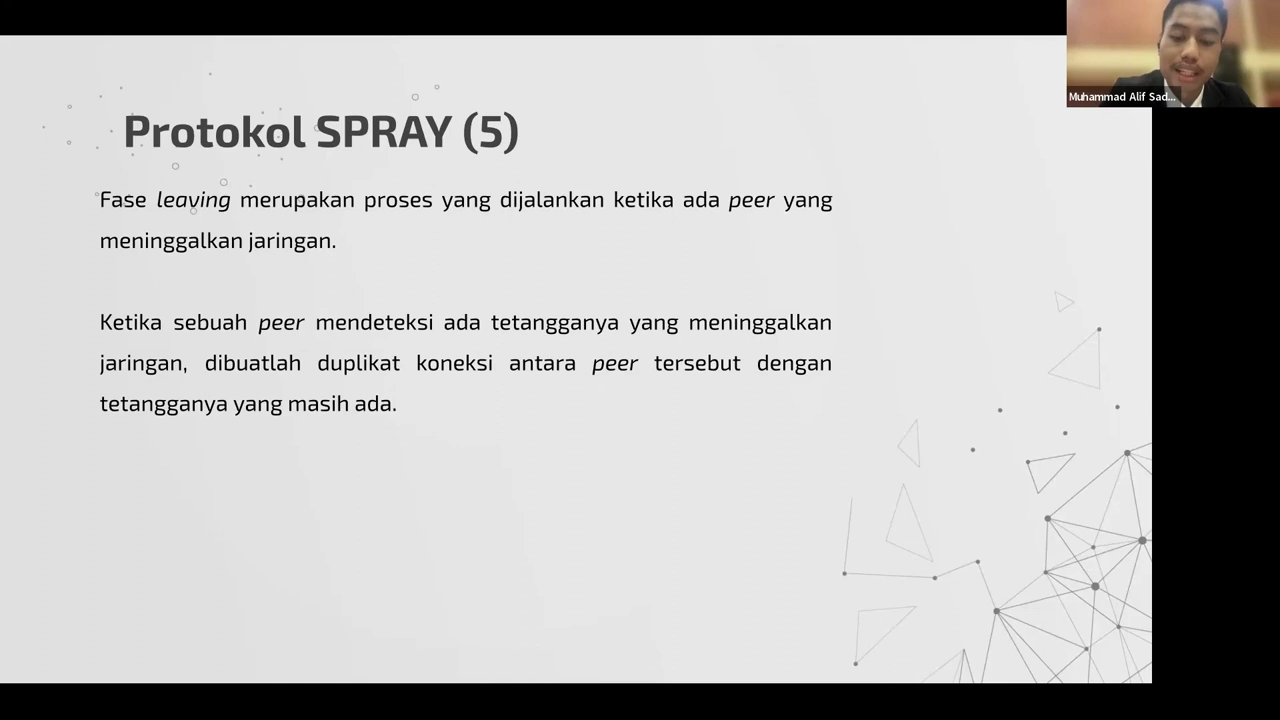 Muhammad Alif Sad...
Protokol SPRAY (5)
Fase leaving merupakan proses yang dijalankan ketika ada peer yang
meninggalkan jaringan.
Ketika sebuah peer mendeteksi ada tetangganya yang meninggalkan
jaringan, dibuatlah duplikat koneksi antara peer tersebut dengan
tetangganya yang masih ada.